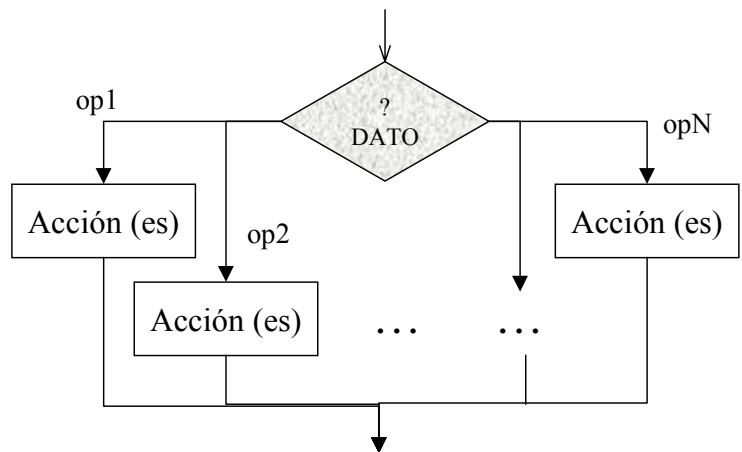 op1
?
DATO
opN
Acción (es)
Acción (es)
op2
Acción (es)
...
...